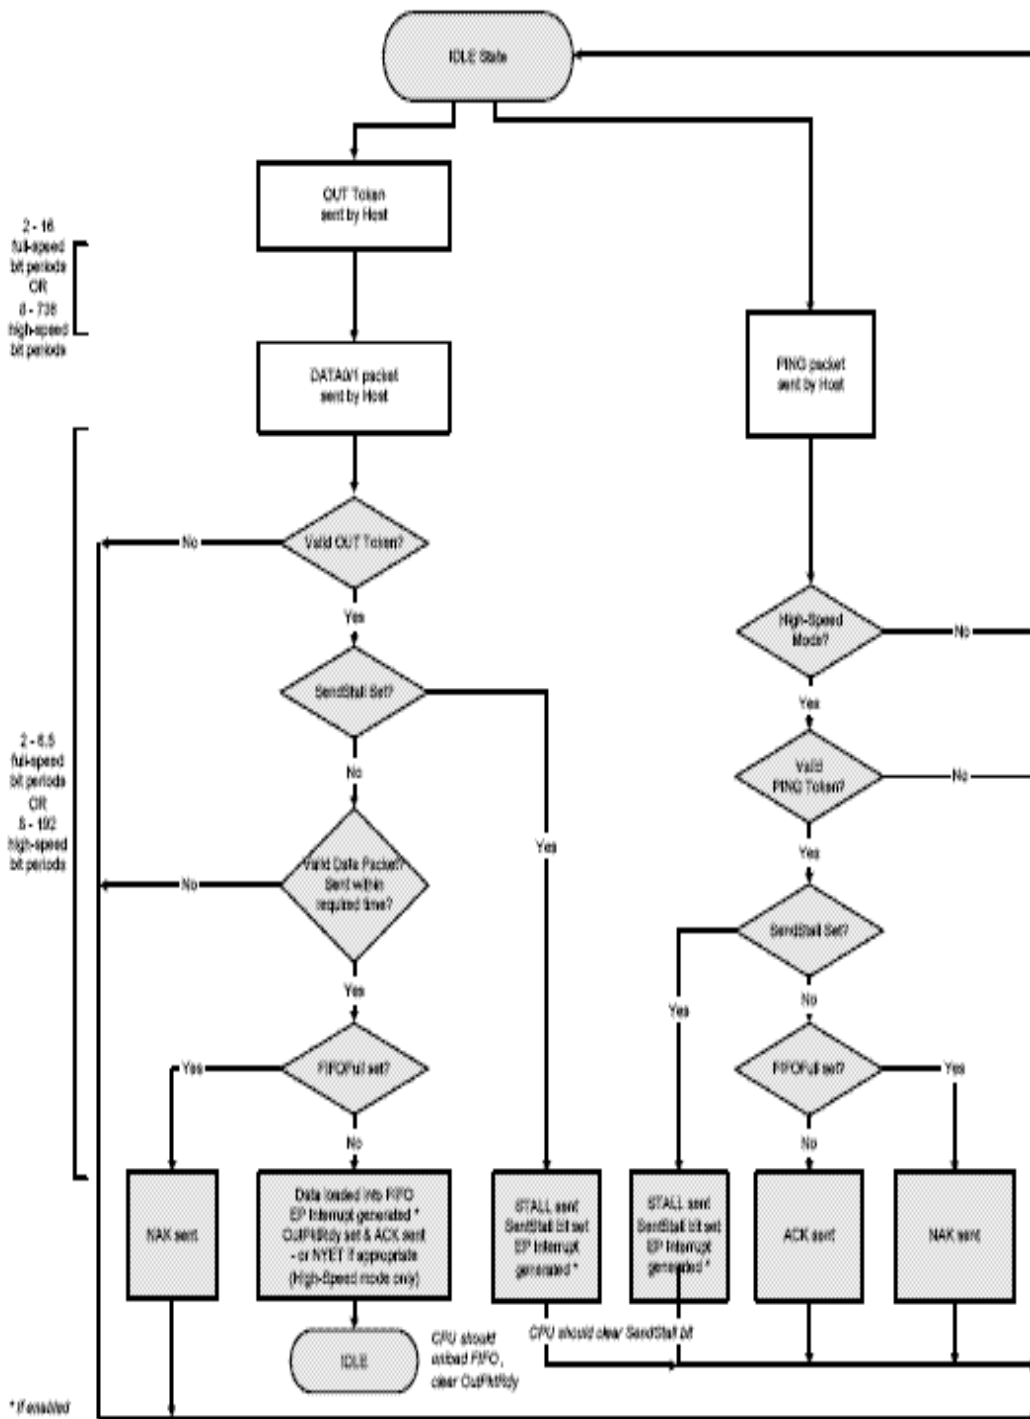 IDLE State
OUT Token
sent by Host
2 - 16
full-speed
bit periods
OR
8 - 736
high-speed
bit periods
DATA0/1 packet
sent by Host
PING packet
sent by Host
Valid OUT Token?
No
Yes
High-Speed
Mode?
No
Yes
SendStall Set?
No
Yes
Valid
PING Token?
No
Yes
2 - 6.5
full-speed
bit periods
OR
8 - 192
high-speed
bit periods
Valid Data Packet?
Sent within
required time?
No
Yes
SendStall Set?
Yes
No
FIFOFull set?
Yes
No
FIFOFull set?
Yes
No
NAK sent
Data loaded into FIFO
EP Interrupt generated *
OutPktRdy set & ACK sent
- or NYET if appropriate
(High-Speed mode only)
STALL sent
SentStall bit set
EP Interrupt
generated *
STALL sent
SentStall bit set
EP Interrupt
generated *
ACK sent
NAK sent
IDLE
CPU should
unload FIFO,
clear OutPktRdy
CPU should clear SendStall bit
* If enabled